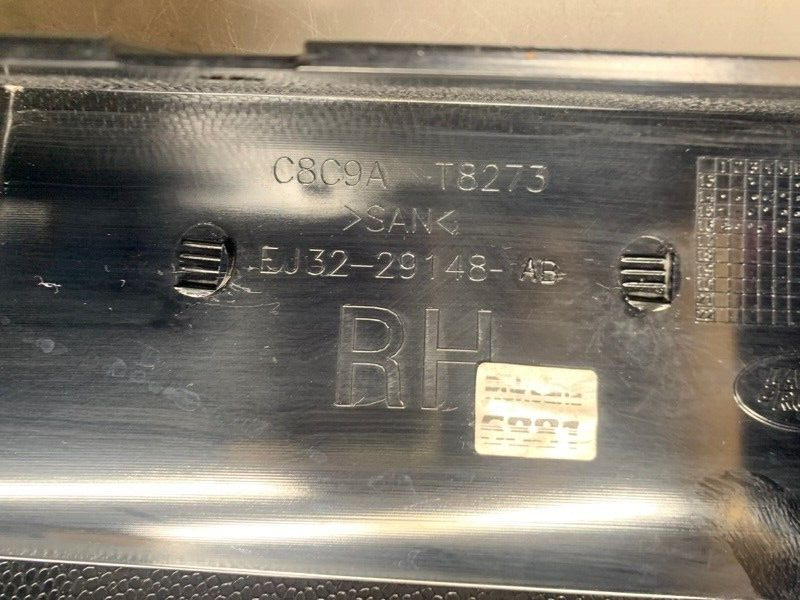 C8C9A T8273
>SAN<
EJ32-29148-AB
RH